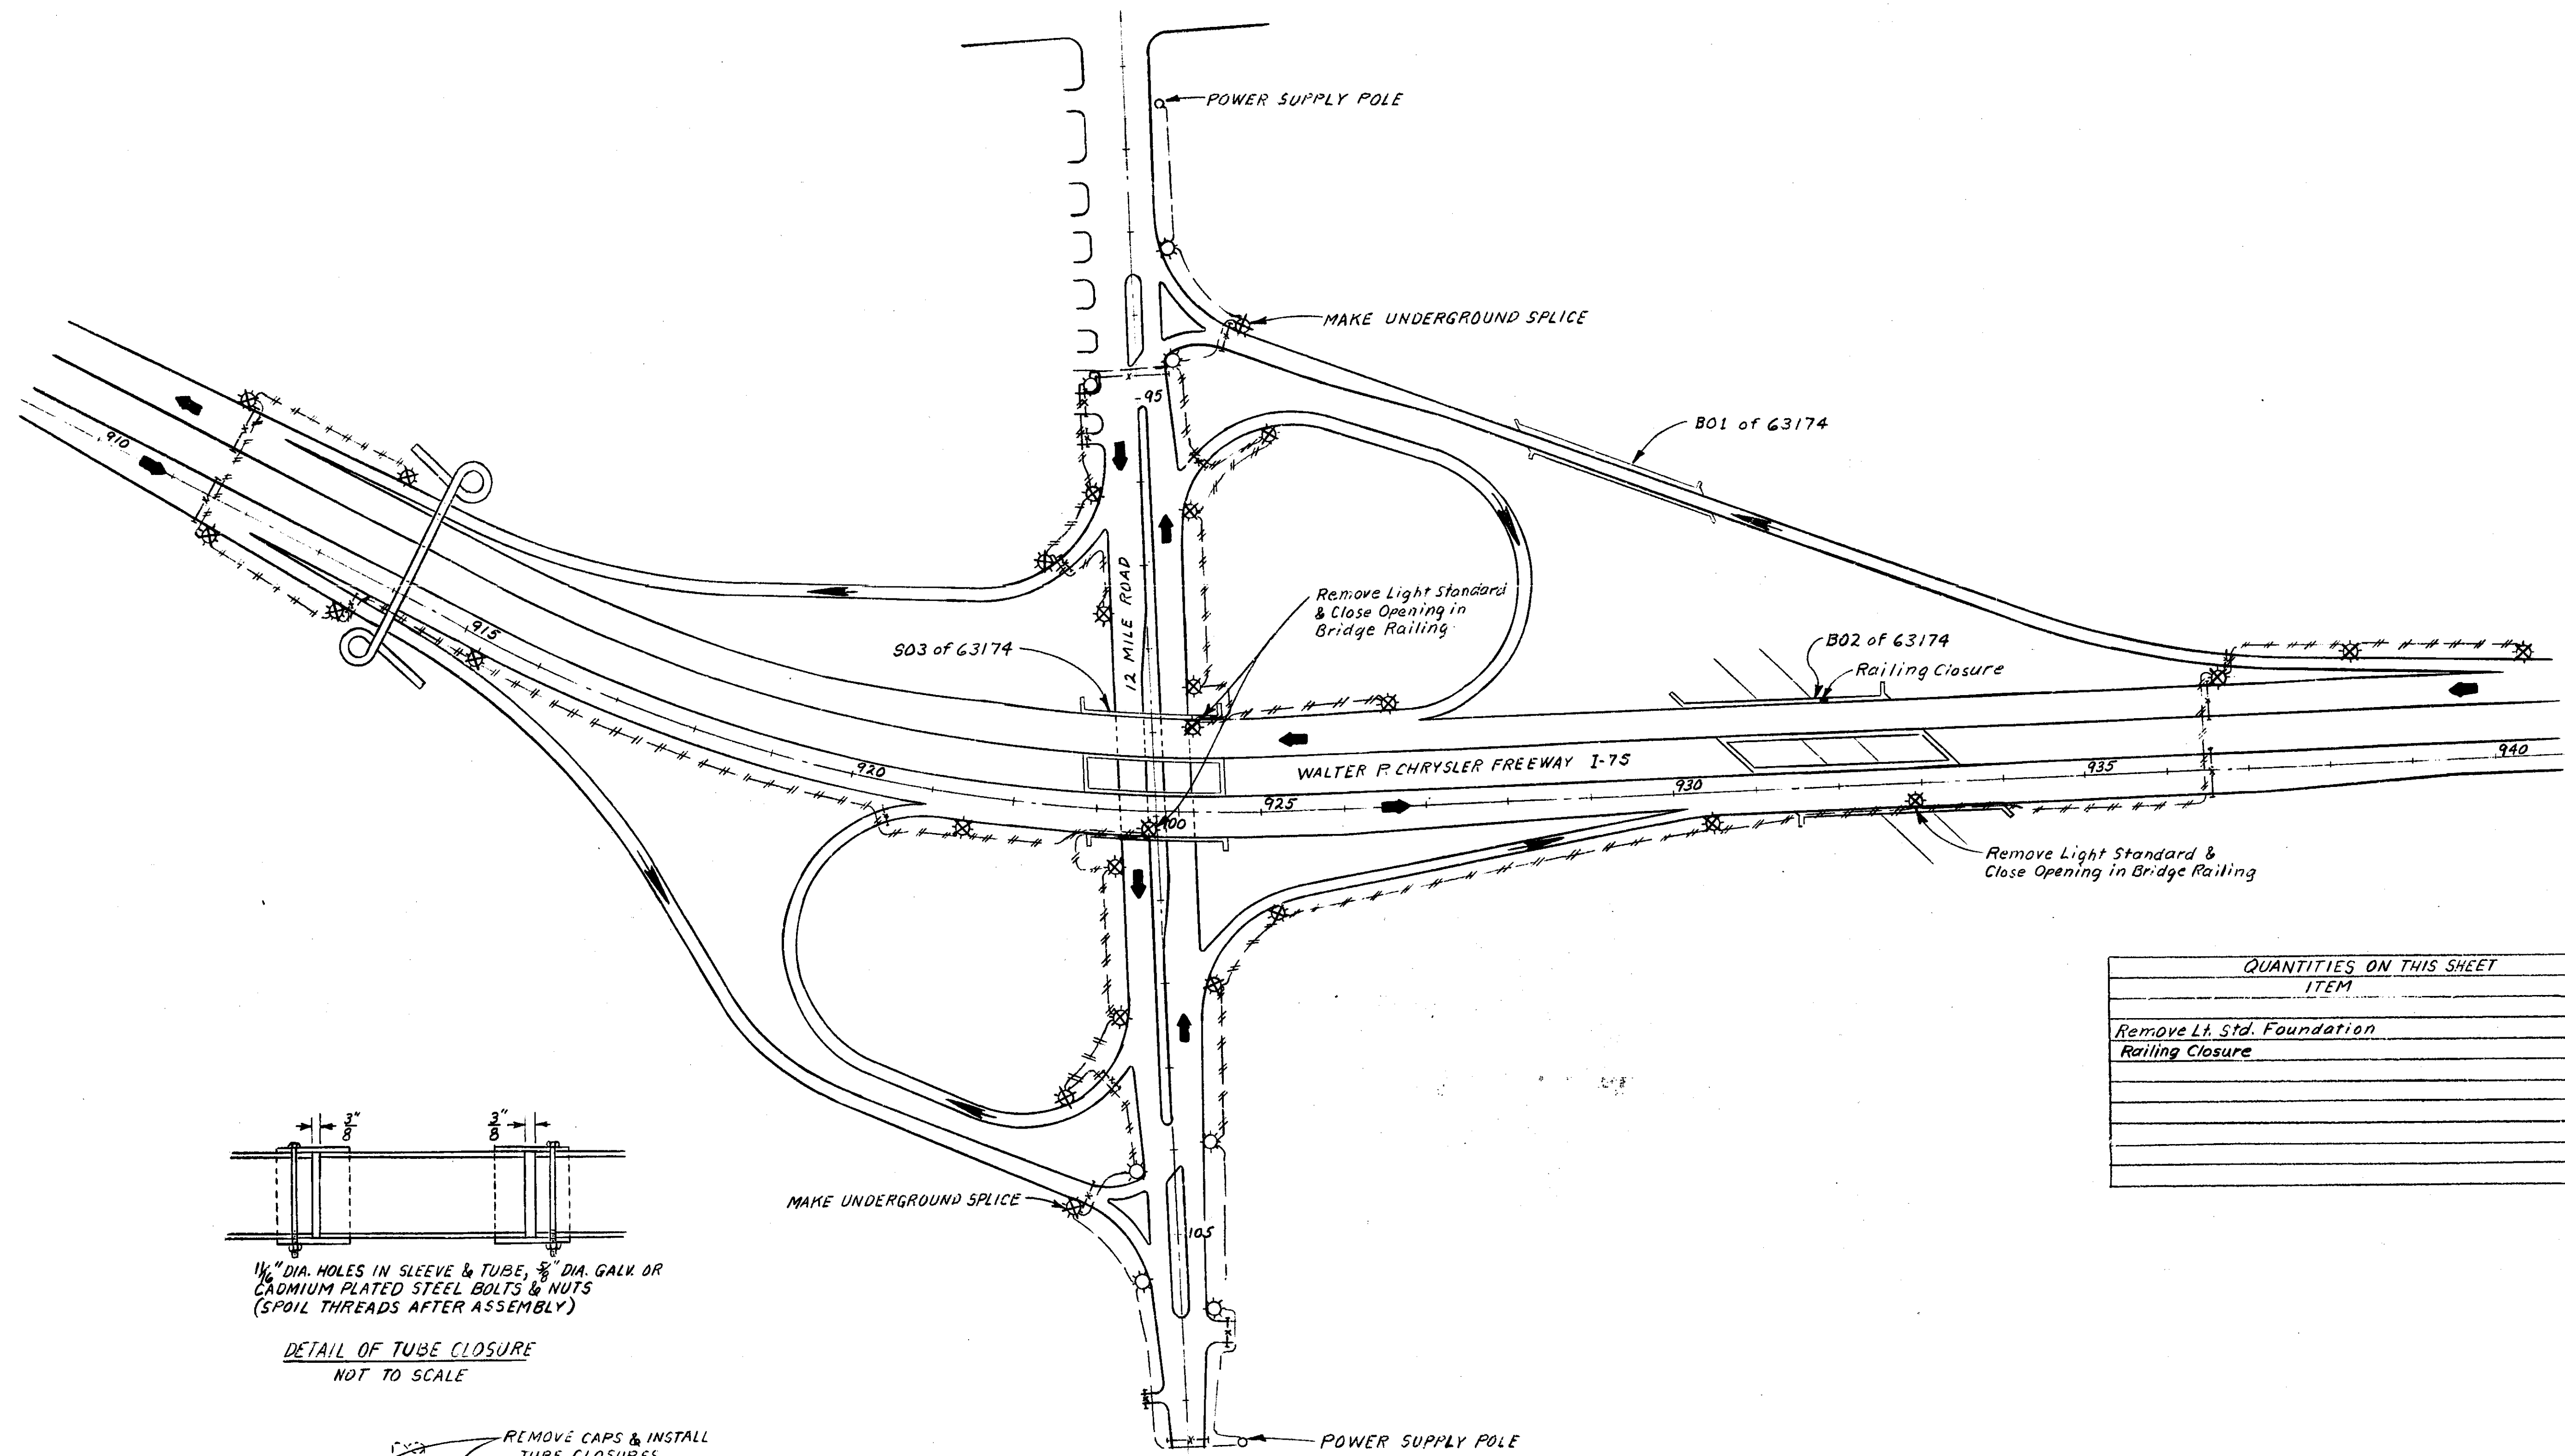 POWER SUPPLY POLE
MAKE UNDERGROUND SPLICE
95
B01 of 63174
910
12 MILE ROAD
Remove Light Standard
& Close Opening in
Bridge Railing
915
S03 of 63174
B02 of 63174
Railing Closure
920
WALTER P. CHRYSLER FREEWAY I-75
925
930
935
940
100
Remove Light Standard &
Close Opening in Bridge Railing
QUANTITIES ON THIS SHEET
ITEM
Remove Lt. Std. Foundation
Railing Closure
3/8"
3/8"
MAKE UNDERGROUND SPLICE
105
11/16" DIA. HOLES IN SLEEVE & TUBE, 5/8" DIA. GALV. OR
CADMIUM PLATED STEEL BOLTS & NUTS
(SPOIL THREADS AFTER ASSEMBLY)
DETAIL OF TUBE CLOSURE
NOT TO SCALE
REMOVE CAPS & INSTALL
TUBE CLOSURES
POWER SUPPLY POLE